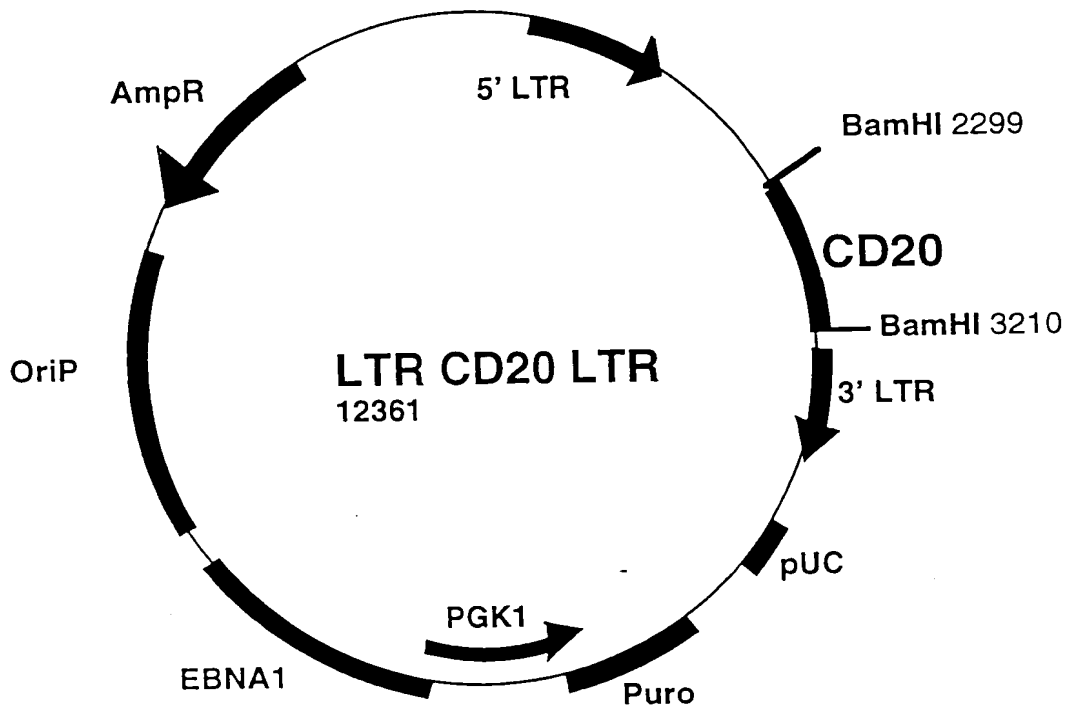 5' LTR
AmpR
BamHI 2299
CD20
BamHI 3210
OriP
LTR CD20 LTR
12361
3' LTR
pUC
PGK1
EBNA1
Puro